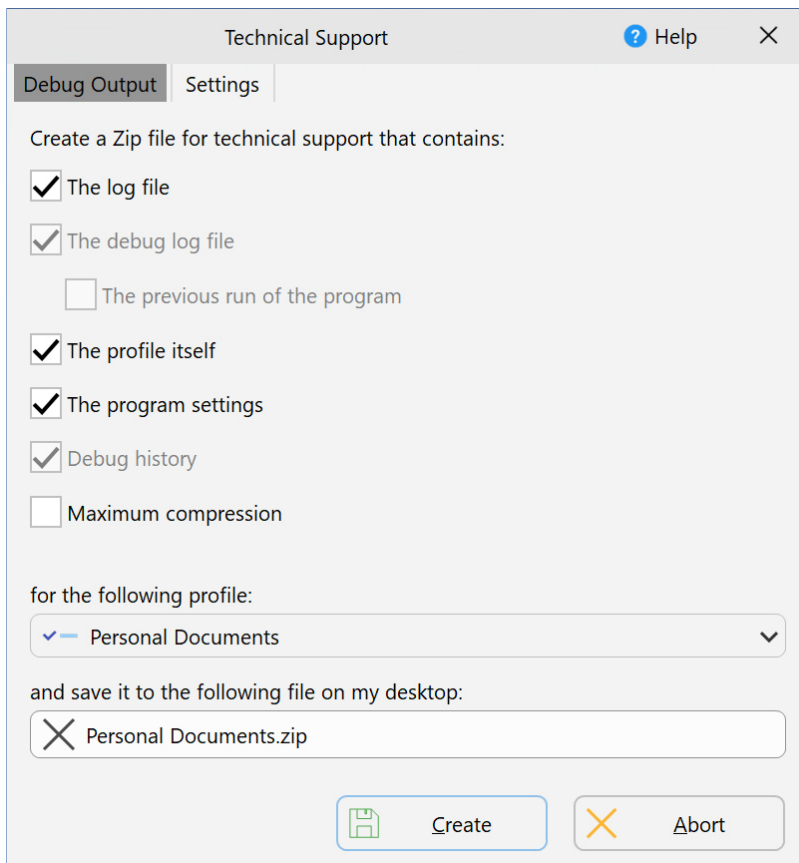 Technical Support
Help
Debug Output
Settings
Create a Zip file for technical support that contains:
The log file
The debug log file
The previous run of the program
The profile itself
The program settings
Debug history
Maximum compression
for the following profile:
Personal Documents
and save it to the following file on my desktop:
Personal Documents.zip
Create
Abort